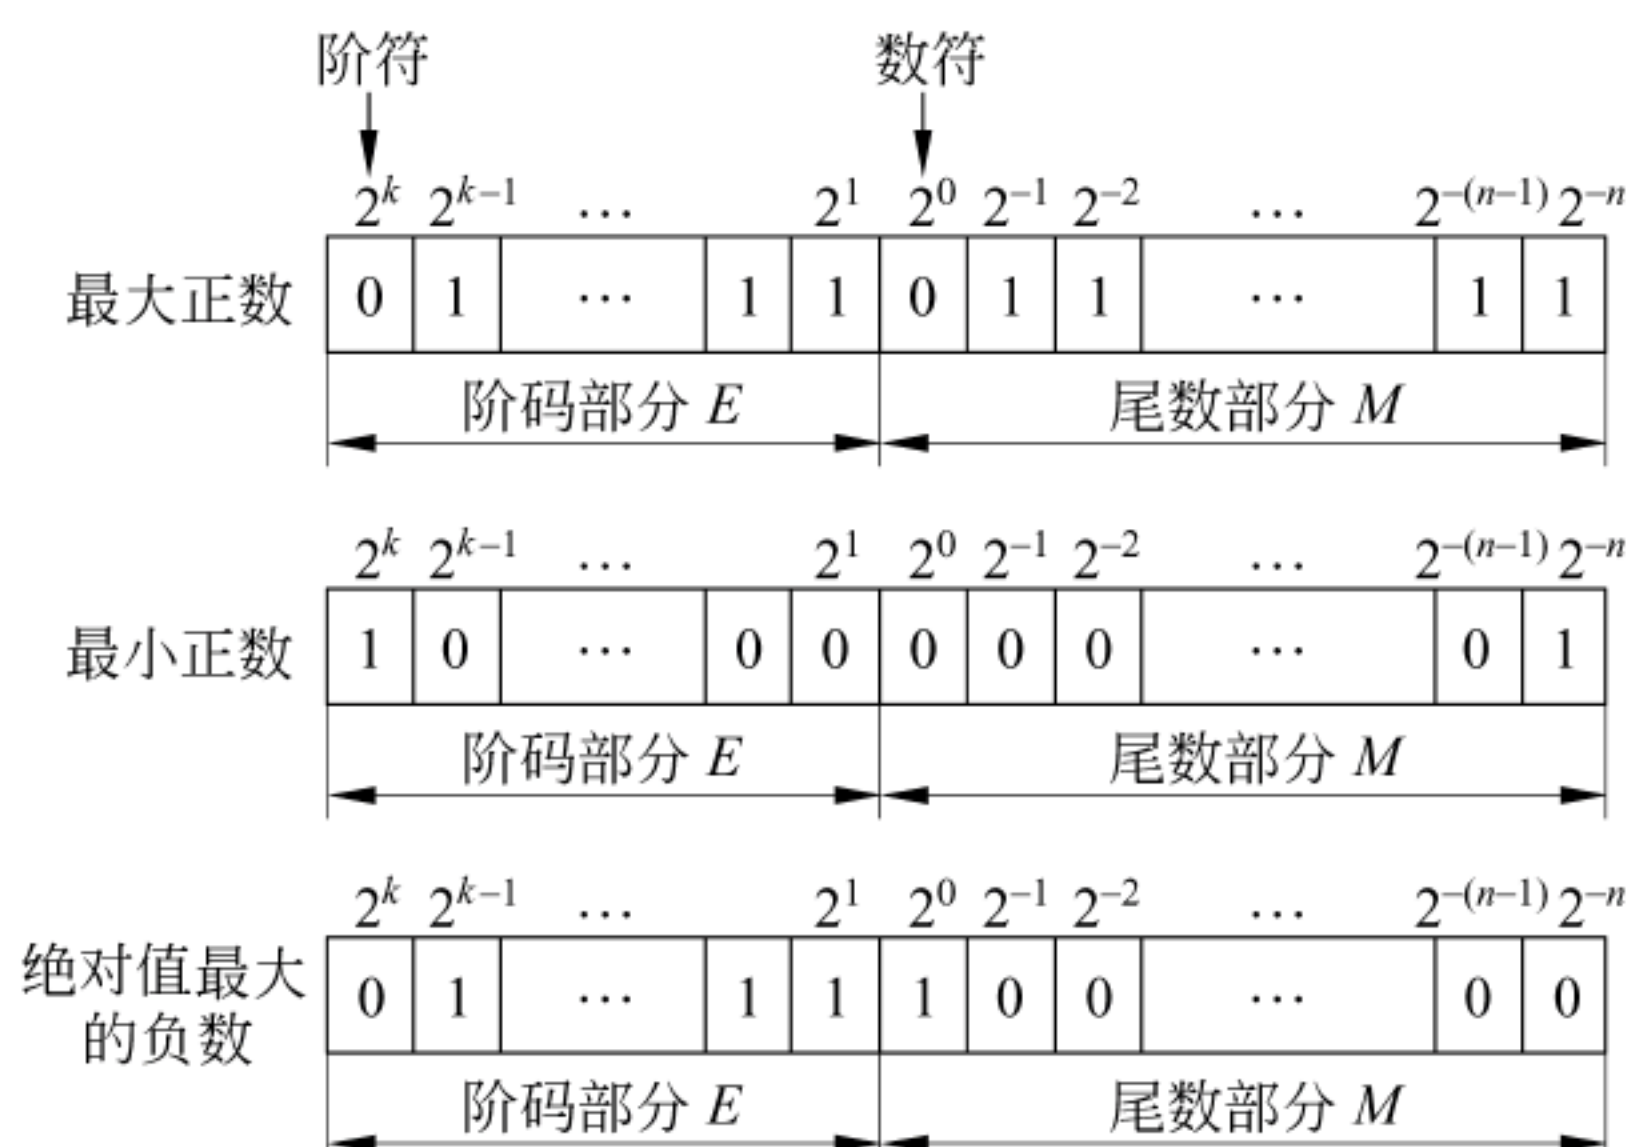 阶符 数符
2^k 2^{k-1} … 2^1 2^0 2^{-1} 2^{-2} … 2^{-(n-1)} 2^{-n}
最大正数 0 1 … 1 1 0 1 1 … 1 1
阶码部分 E 尾数部分 M
2^k 2^{k-1} … 2^1 2^0 2^{-1} 2^{-2} … 2^{-(n-1)} 2^{-n}
最小正数 1 0 … 0 0 0 0 0 … 0 1
阶码部分 E 尾数部分 M
2^k 2^{k-1} … 2^1 2^0 2^{-1} 2^{-2} … 2^{-(n-1)} 2^{-n}
绝对值最大
的负数 0 1 … 1 1 1 0 0 … 0 0
阶码部分 E 尾数部分 M